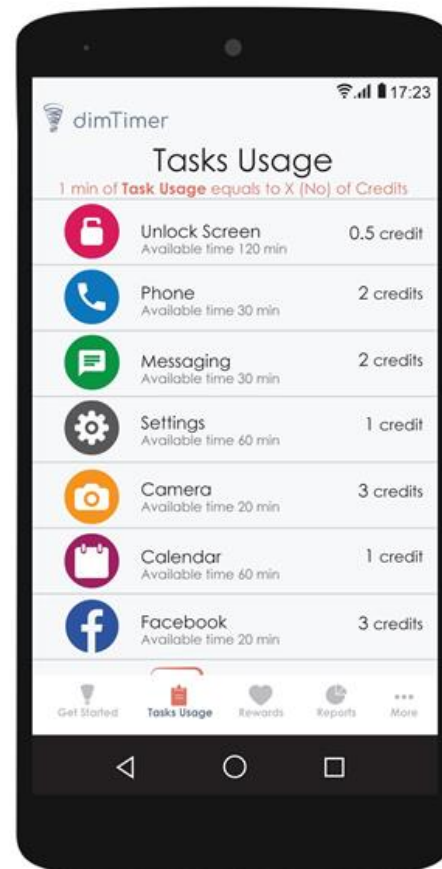 17:23
dimTimer
Tasks Usage
1 min of Task Usage equals to X (No) of Credits
Unlock Screen 0.5 credit
Available time 120 min
Phone 2 credits
Available time 30 min
Messaging 2 credits
Available time 30 min
Settings 1 credit
Available time 60 min
Camera 3 credits
Available time 20 min
Calendar 1 credit
Available time 60 min
Facebook 3 credits
Available time 20 min
Get Started Tasks Usage Rewards Reports More